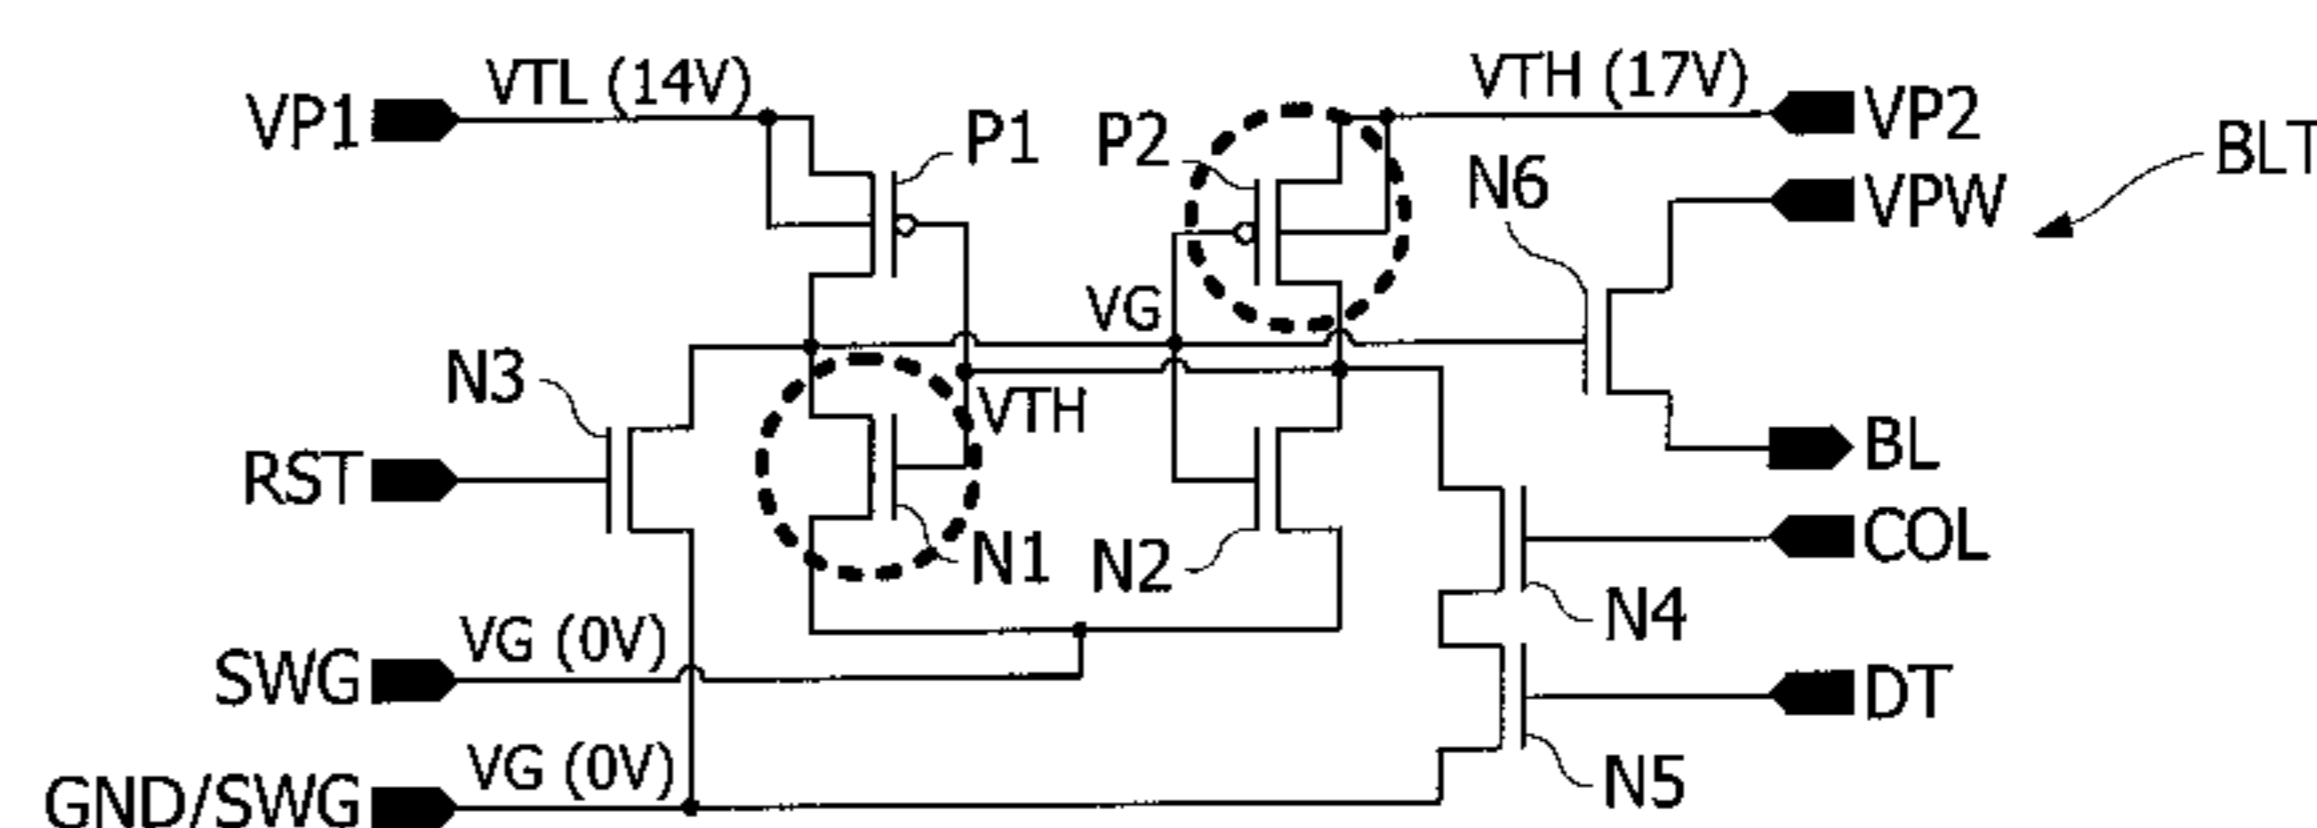 VTL (14V)
VTH (17V)
VP1
P1
P2
VP2
BLT
N6
VPW
VG
N3
VTH
BL
RST
N1
N2
COL
N4
VG (0V)
SWG
DT
VG (0V)
N5
GND/SWG